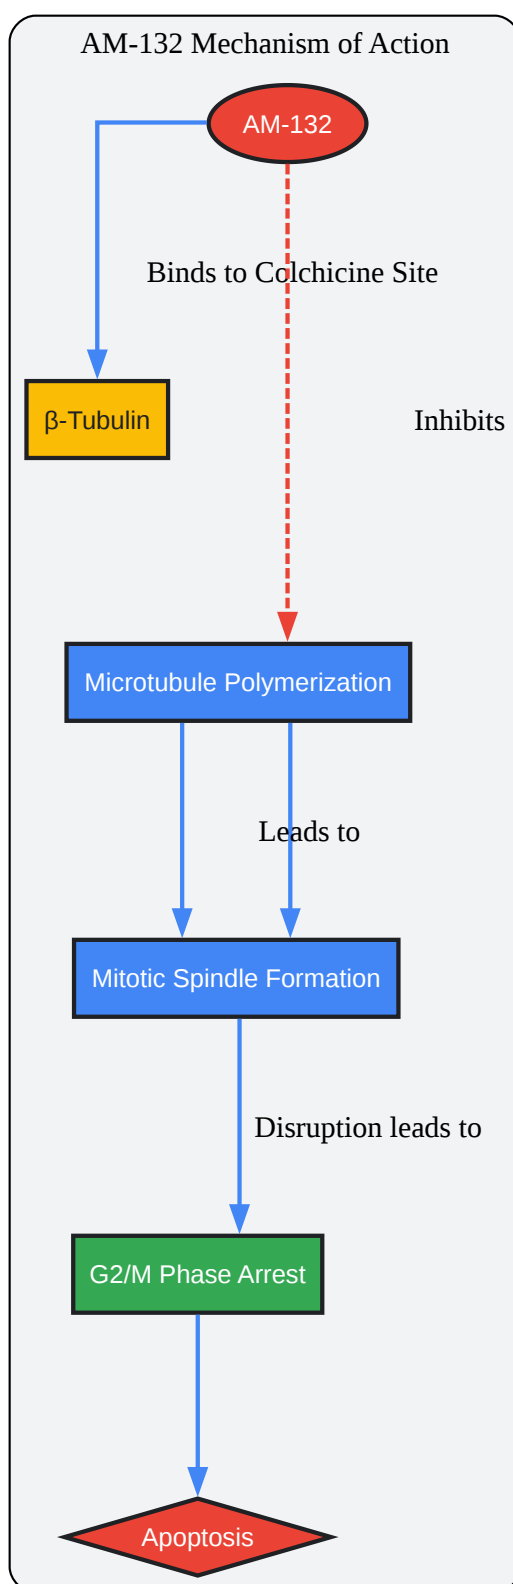 AM-132 Mechanism of Action
AM-132
Binds to Colchicine Site
β-Tubulin
Inhibits
Microtubule Polymerization
Leads to
Mitotic Spindle Formation
Disruption leads to
G2/M Phase Arrest
Apoptosis